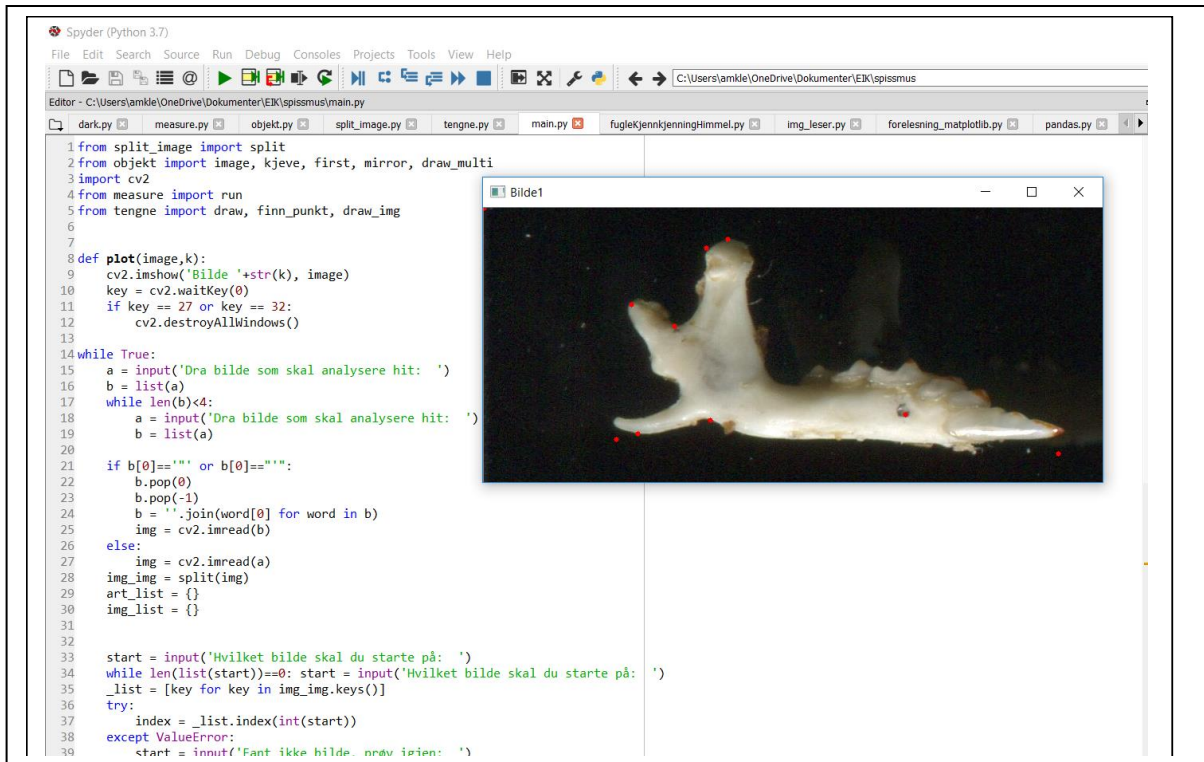 Spyder (Python 3.7)
File Edit Search Source Run Debug Consoles Projects Tools View Help
C:\Users\amkle\OneDrive\Dokumenter\EIK\spissmus
Editor - C:\Users\amkle\OneDrive\Dokumenter\EIK\spissmus\main.py
dark.py measure.py objekt.py split_image.py tengne.py main.py fugleKjennkjenningHimmel.py img_leser.py forelesning_matplotlib.py pandas.py
1 from split_image import split
2 from objekt import image, kjeve, first, mirror, draw_multi
3 import cv2
4 from measure import run
5 from tengne import draw, finn_punkt, draw_img
6
7
8 def plot(image,k):
9     cv2.imshow('Bilde '+str(k), image)
10     key = cv2.waitKey(0)
11     if key == 27 or key == 32:
12         cv2.destroyAllWindows()
13
14 while True:
15     a = input('Dra bilde som skal analysere hit:  ')
16     b = list(a)
17     while len(b)<4:
18         a = input('Dra bilde som skal analysere hit:  ')
19         b = list(a)
20
21     if b[0]=='"' or b[0]=="'":
22         b.pop(0)
23         b.pop(-1)
24         b = ''.join(word[0] for word in b)
25         img = cv2.imread(b)
26     else:
27         img = cv2.imread(a)
28     img_img = split(img)
29     art_list = {}
30     img_list = {}
31
32
33     start = input('Hvilket bilde skal du starte på:  ')
34     while len(list(start))==0: start = input('Hvilket bilde skal du starte på:  ')
35     _list = [key for key in img_img.keys()]
36     try:
37         index = _list.index(int(start))
38     except ValueError:
39         start = input('Fant ikke bilde, prøv igjen:  ')
Bilde1